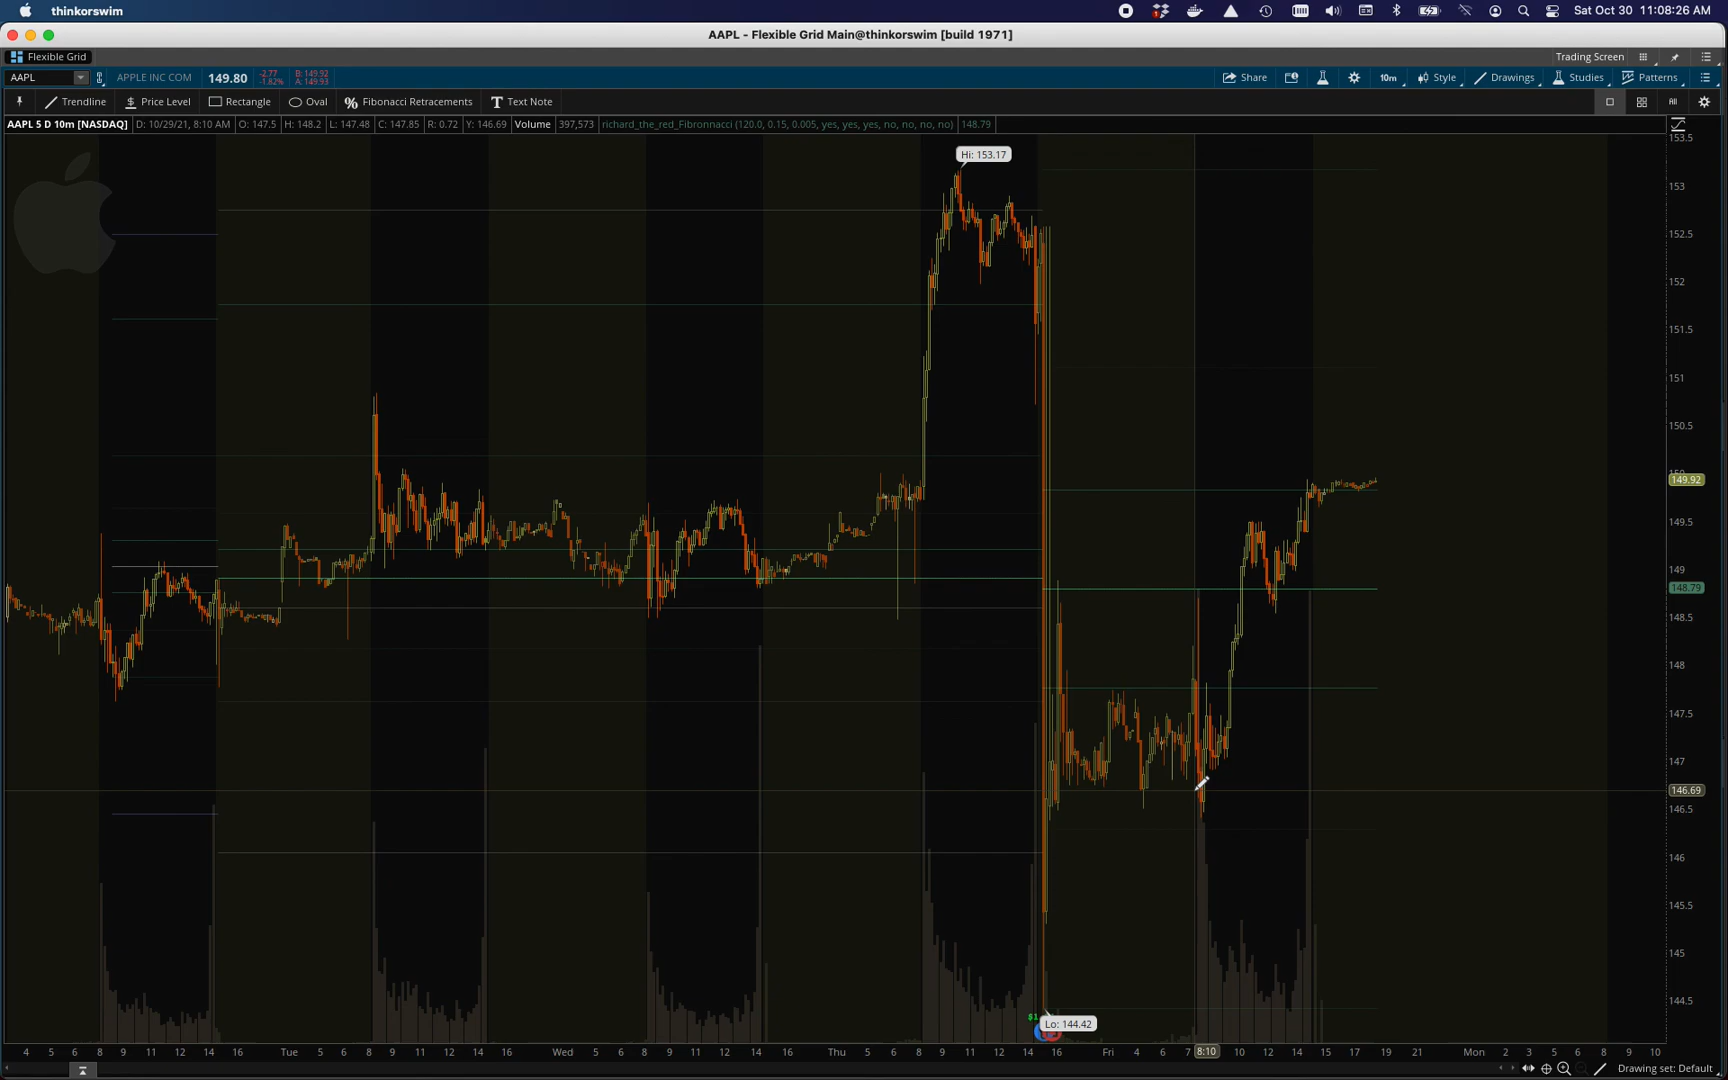 thinkorswim Sat Oct 30 11:08:26 AM
AAPL - Flexible Grid Main@thinkorswim [build 1971]
Flexible Grid Trading Screen
AAPL APPLE INC COM 149.80 -2.77 -1.82% B: 149.92 A: 149.93 Share 10m Style Drawings Studies Patterns
Trendline $ Price Level Rectangle Oval % Fibonacci Retracements T Text Note All
AAPL 5 D 10m [NASDAQ] D: 10/29/21, 8:10 AM O: 147.5 H: 148.2 L: 147.48 C: 147.85 R: 0.72 Y: 146.69 Volume 397,573 richard_the_red_Fibronnacci (120.0, 0.15, 0.005, yes, yes, yes, no, no, no, no) 148.79
153.5
Hi: 153.17
153
152.5
152
151.5
151
150.5
149.92
149.5
149
148.79
148.5
148
147.5
147
146.69
146.5
146
145.5
145
144.5
Lo: 144.42
4 6 8 9 11 12 14 16 Tue 5 6 8 9 11 12 14 16 Wed 5 6 8 9 11 12 14 16 Thu 5 6 8 9 11 12 14 16 Fri 4 6 7 8:10 10 12 14 15 17 19 21 Mon 2 3 5 6 8 9 10
Drawing set: Default